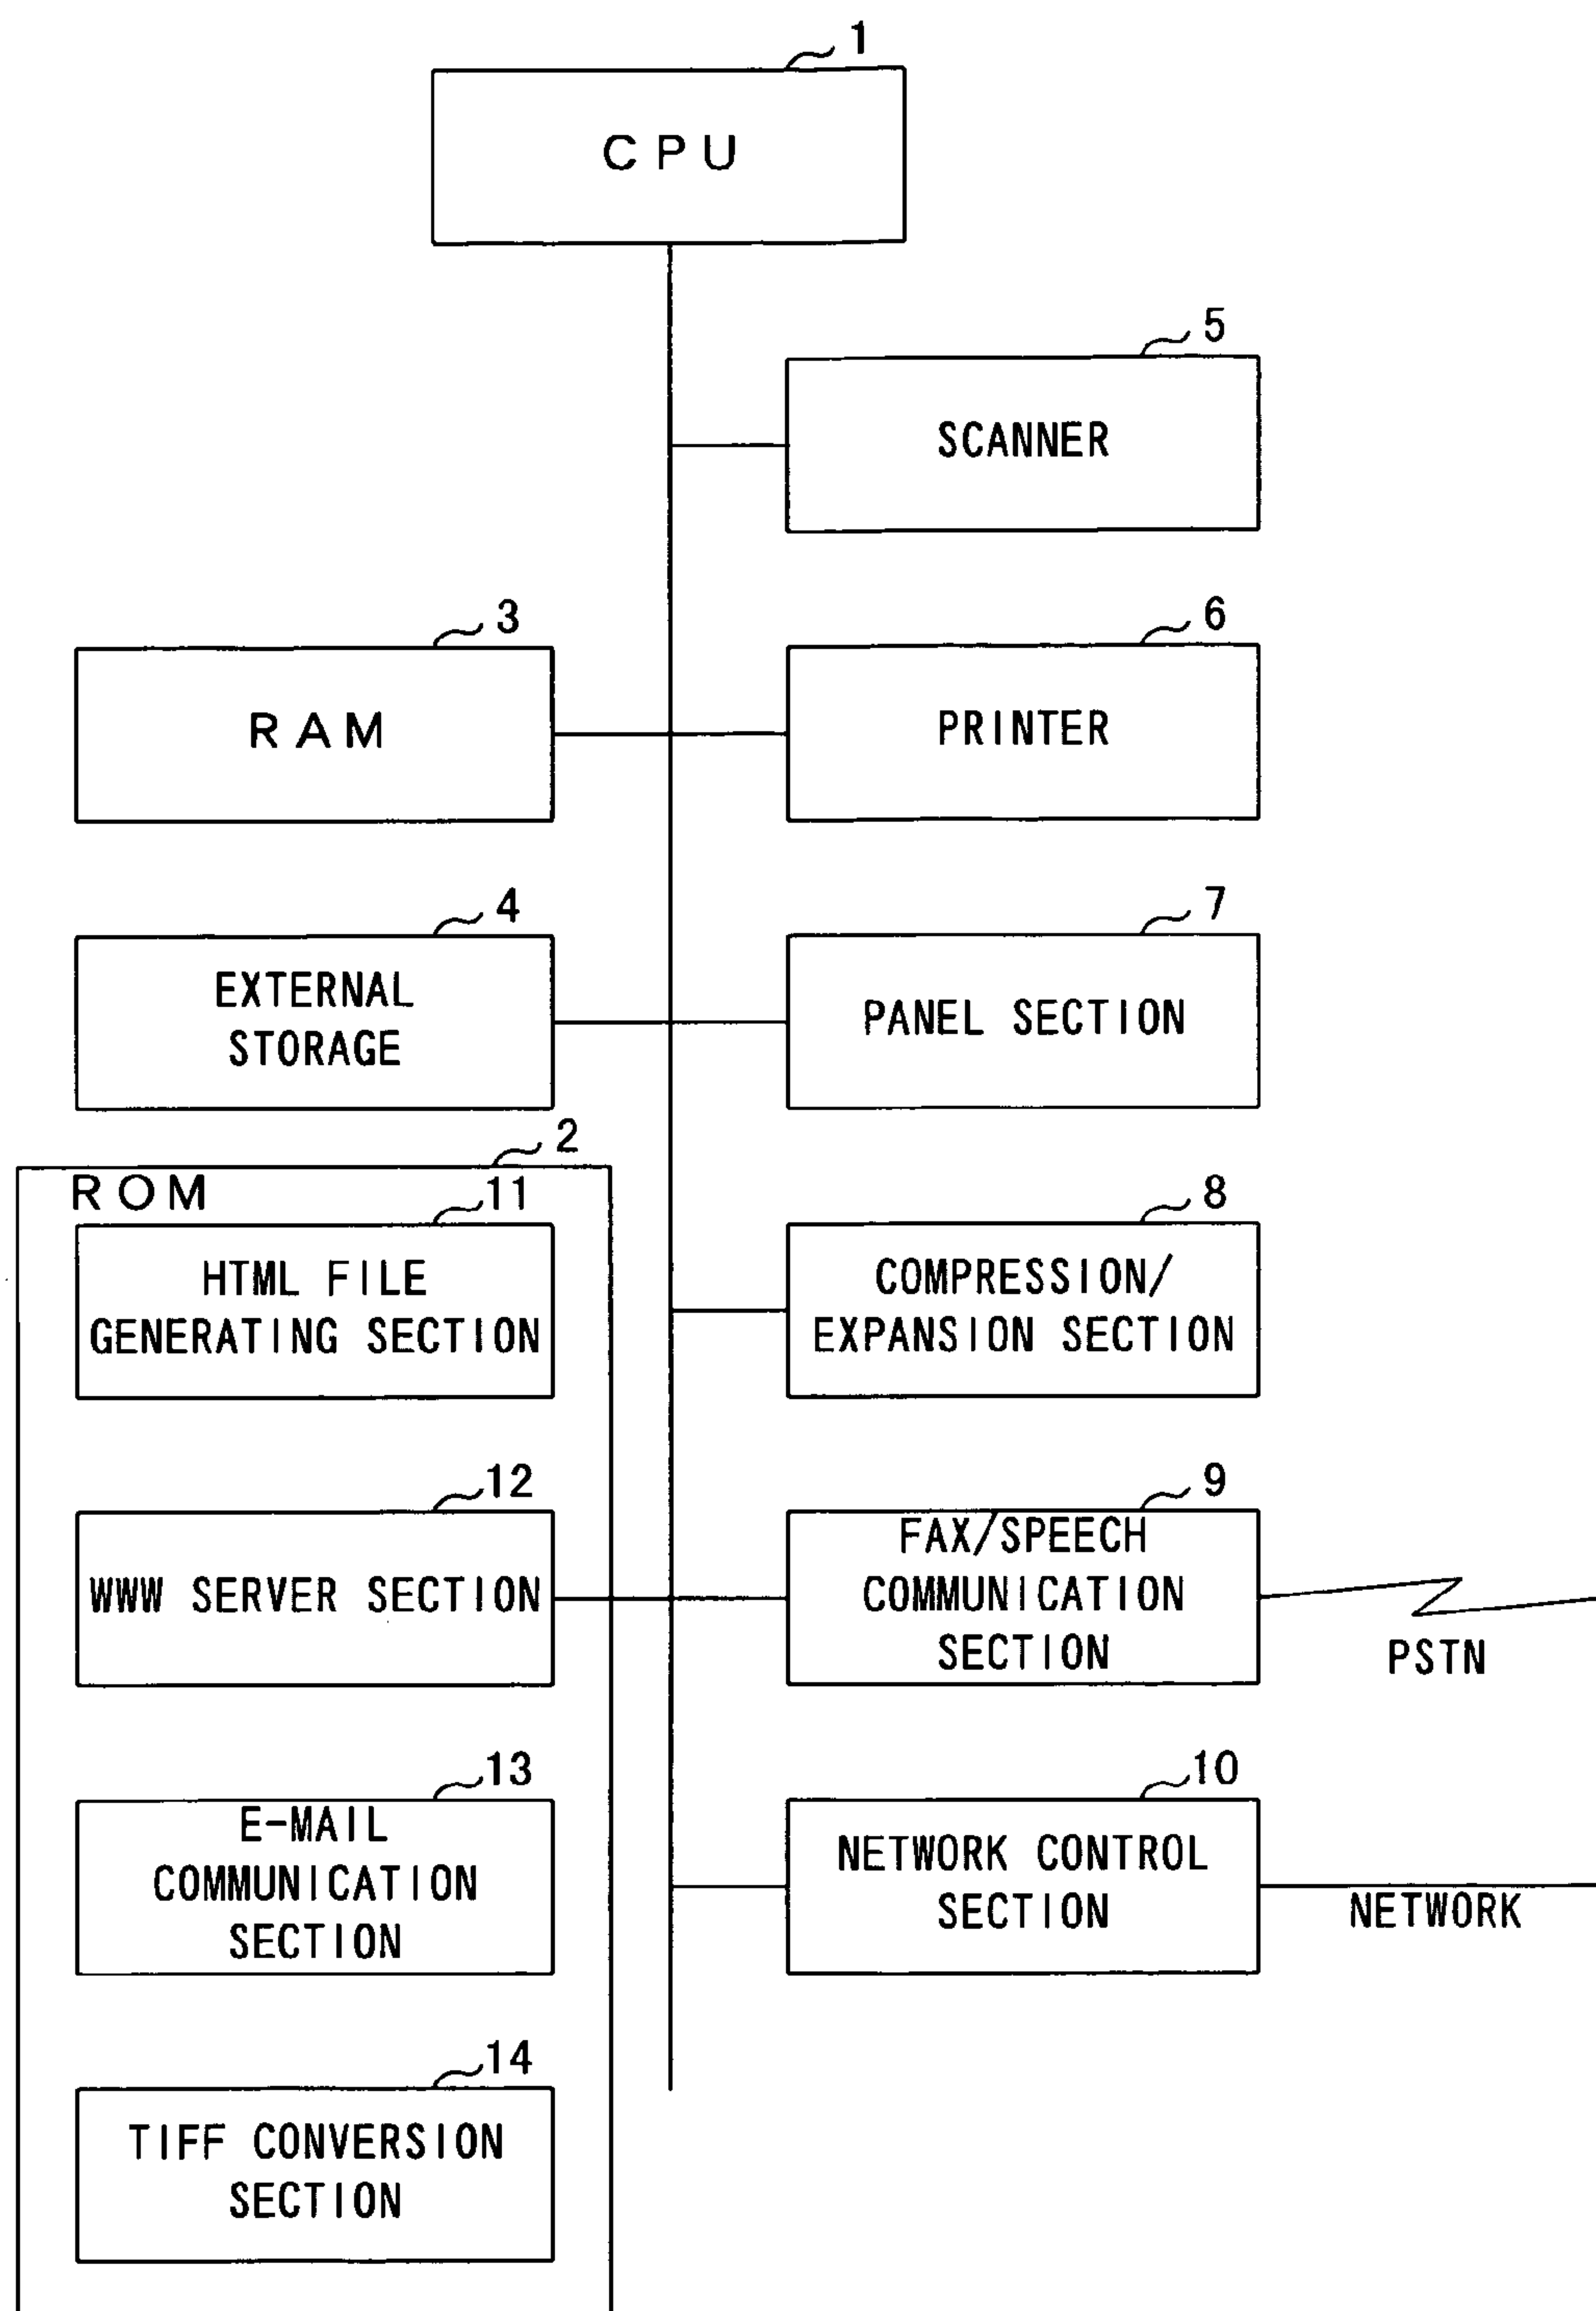 1
CPU
5
SCANNER
3
RAM
6
PRINTER
4
EXTERNAL
STORAGE
7
PANEL SECTION
2
ROM
11
HTML FILE
GENERATING SECTION
8
COMPRESSION/
EXPANSION SECTION
12
WWW SERVER SECTION
9
FAX/SPEECH
COMMUNICATION
SECTION
PSTN
13
E-MAIL
COMMUNICATION
SECTION
10
NETWORK CONTROL
SECTION
NETWORK
14
TIFF CONVERSION
SECTION